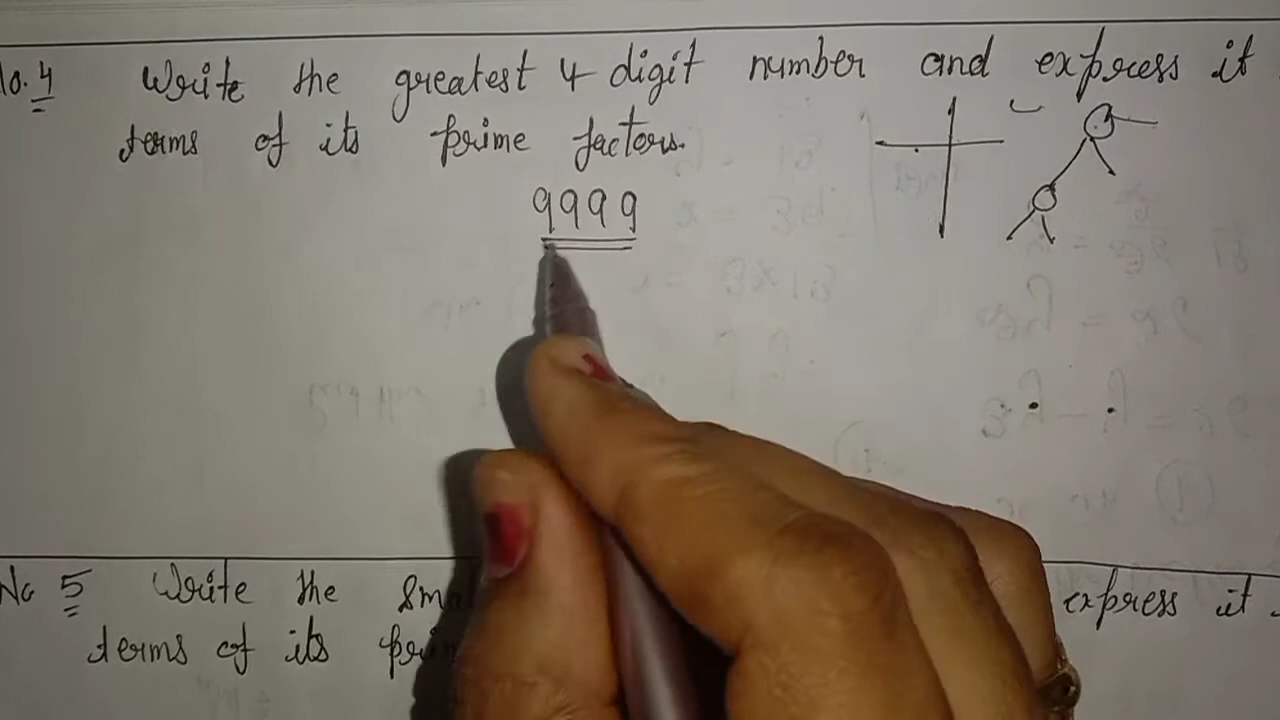 No.4 Write the greatest 4 digit number and express it
terms of its prime factors.
9999
No 5 Write the express it
terms of its